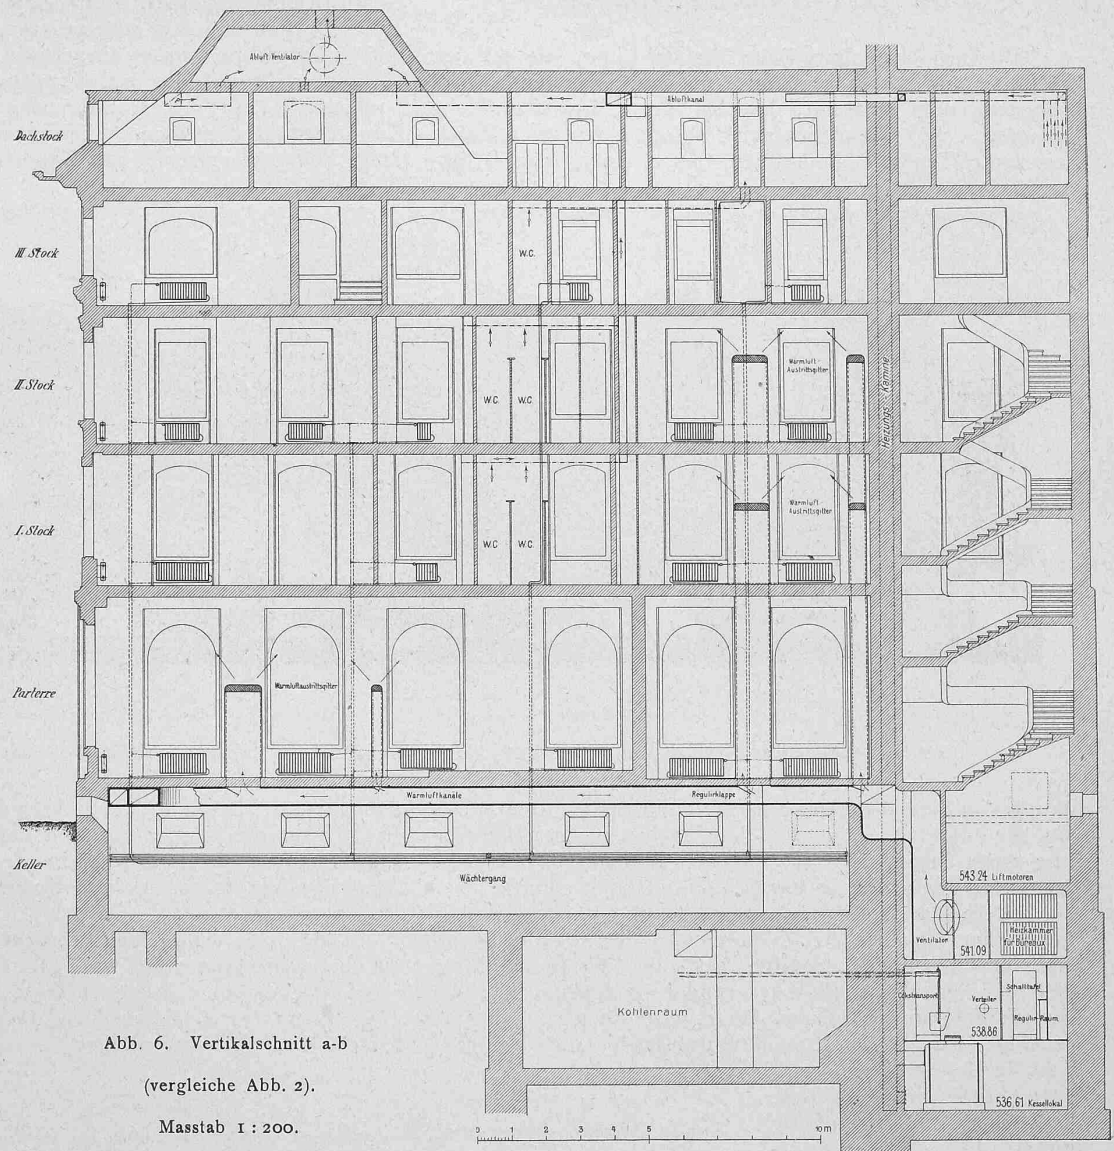 Abluft Ventilator
Abluftkanal
Dachstock
III Stock
W.C.
II. Stock
W.C. W.C.
Warmluft-
Austrittsgitter
Heizungs-Kamine
I. Stock
W.C. W.C.
Warmluft-
Austrittsgitter
Parterre
Warmluftaustrittsgitter
Warmluftkanäle
Regulirklappe
Keller
Wächtergang
543.24 Liftmotoren
Ventilator
541.09
Heizkammer
für Bureaux
Kohlenraum
Cokstransport
Verteiler
Schalttafel
Regulir-Raum
538.86
536.61 Kessellokal
Abb. 6. Vertikalschnitt a-b
(vergleiche Abb. 2).
Masstab 1 : 200.
0 1 2 3 4 5 10 m